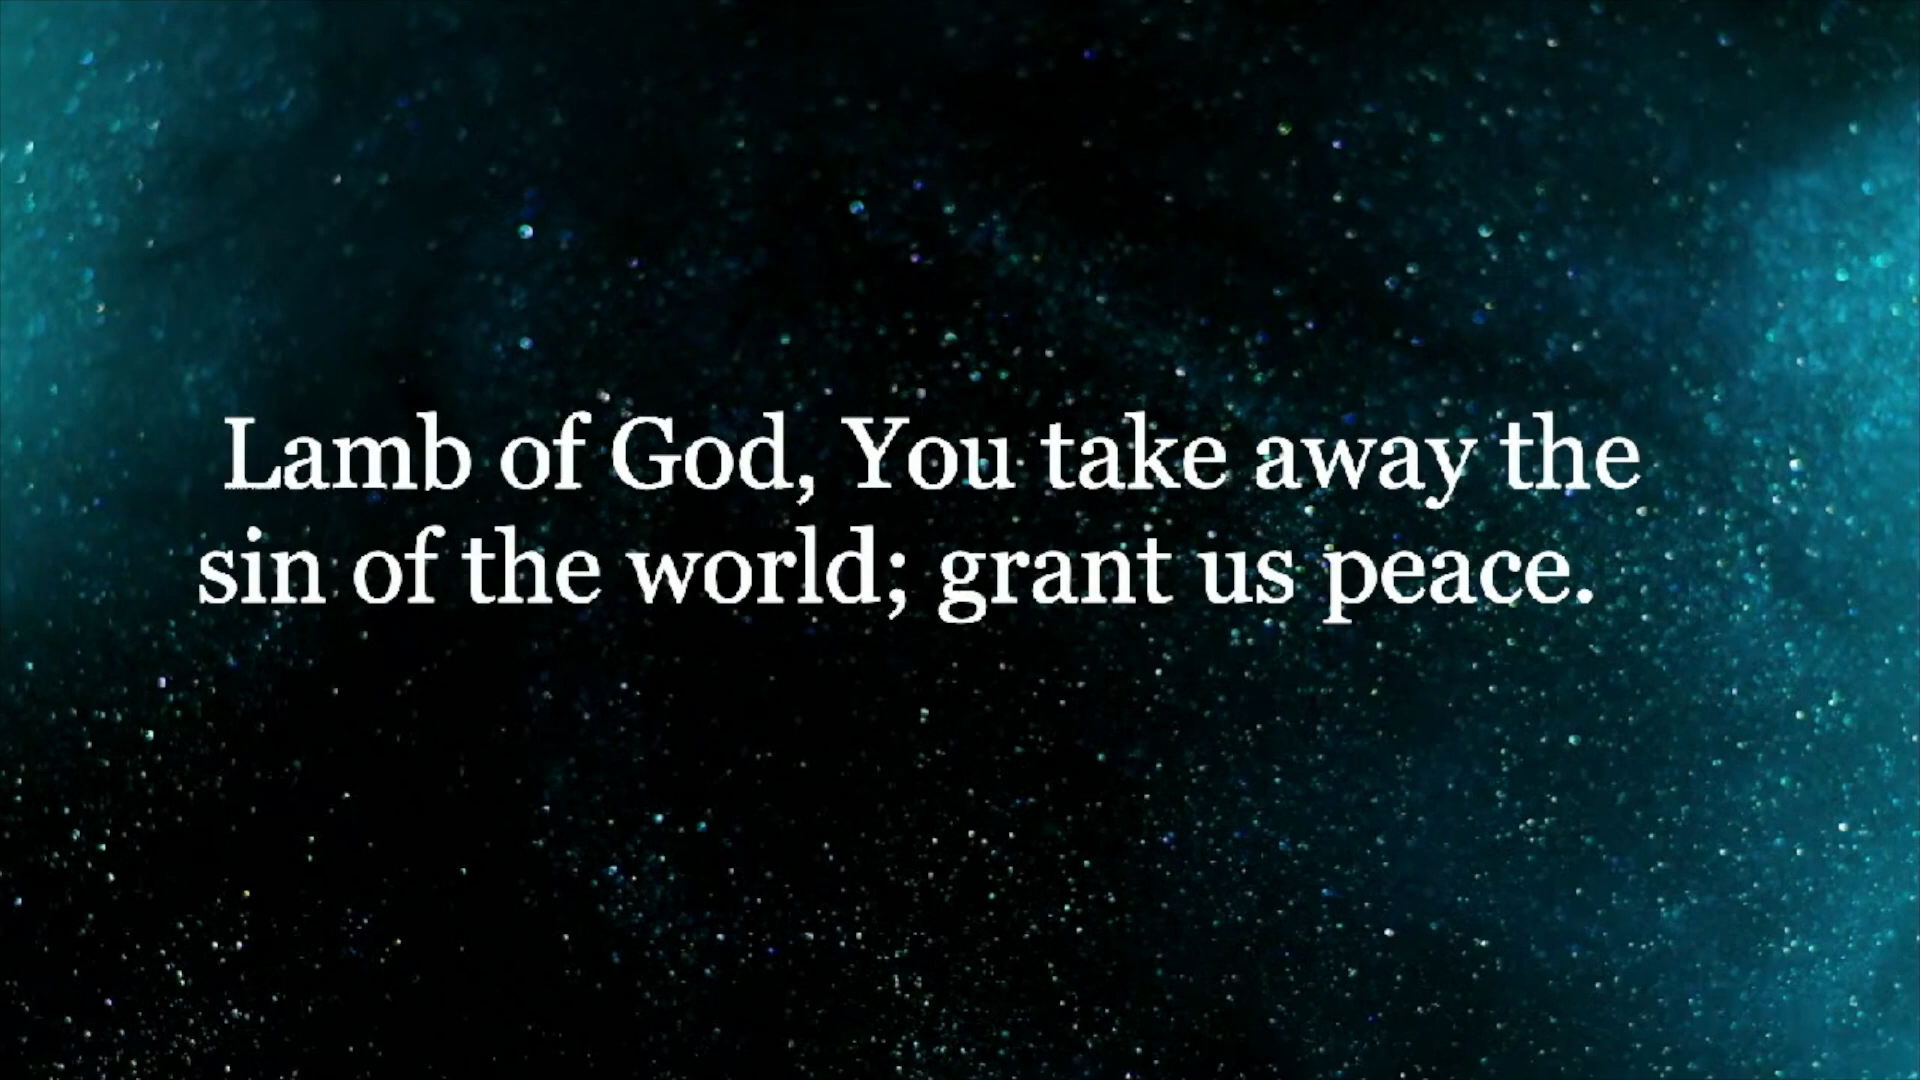 Lamb of God, You take away the
sin of the world; grant us peace.